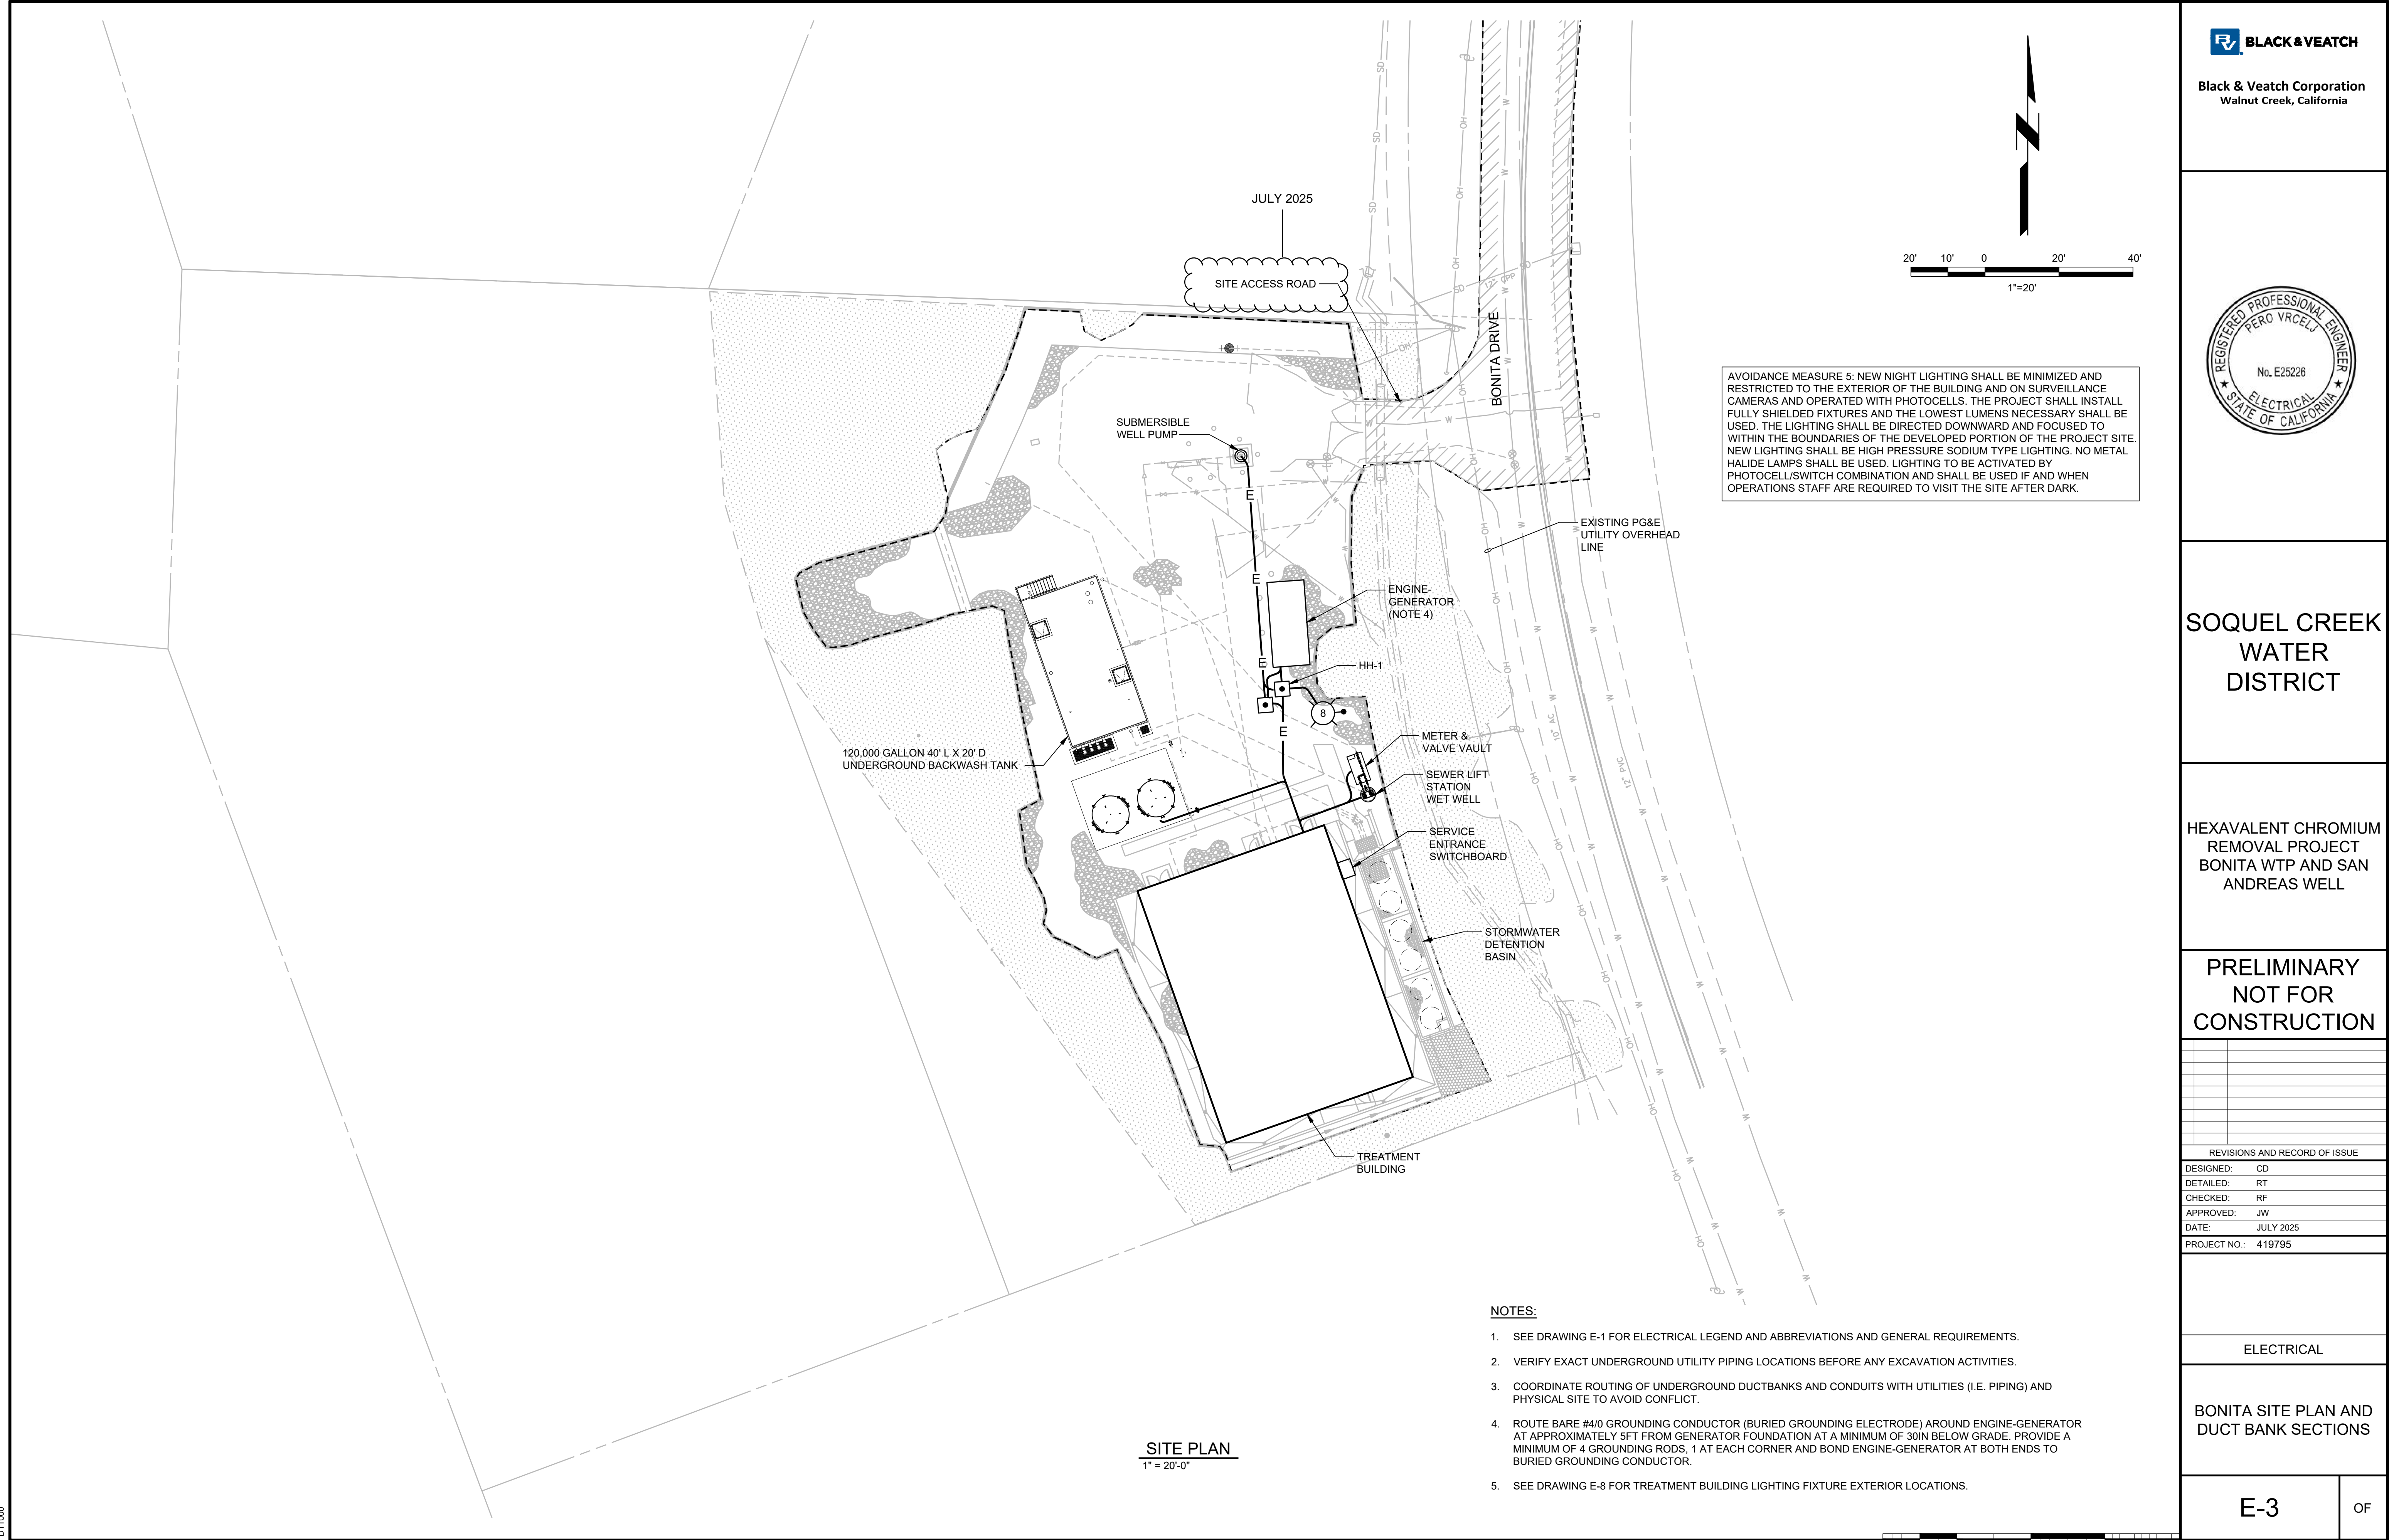 BLACK & VEATCH
Black & Veatch Corporation
Walnut Creek, California
REGISTERED PROFESSIONAL ENGINEER
PERO VRCELJ
No. E25226
ELECTRICAL
STATE OF CALIFORNIA
SOQUEL CREEK
WATER
DISTRICT
HEXAVALENT CHROMIUM
REMOVAL PROJECT
BONITA WTP AND SAN
ANDREAS WELL
PRELIMINARY
NOT FOR
CONSTRUCTION
REVISIONS AND RECORD OF ISSUE
DESIGNED: CD
DETAILED: RT
CHECKED: RF
APPROVED: JW
DATE: JULY 2025
PROJECT NO.: 419795
ELECTRICAL
BONITA SITE PLAN AND
DUCT BANK SECTIONS
E-3
OF
N
20' 10' 0 20' 40'
1"=20'
AVOIDANCE MEASURE 5: NEW NIGHT LIGHTING SHALL BE MINIMIZED AND
RESTRICTED TO THE EXTERIOR OF THE BUILDING AND ON SURVEILLANCE
CAMERAS AND OPERATED WITH PHOTOCELLS. THE PROJECT SHALL INSTALL
FULLY SHIELDED FIXTURES AND THE LOWEST LUMENS NECESSARY SHALL BE
USED. THE LIGHTING SHALL BE DIRECTED DOWNWARD AND FOCUSED TO
WITHIN THE BOUNDARIES OF THE DEVELOPED PORTION OF THE PROJECT SITE.
NEW LIGHTING SHALL BE HIGH PRESSURE SODIUM TYPE LIGHTING. NO METAL
HALIDE LAMPS SHALL BE USED. LIGHTING TO BE ACTIVATED BY
PHOTOCELL/SWITCH COMBINATION AND SHALL BE USED IF AND WHEN
OPERATIONS STAFF ARE REQUIRED TO VISIT THE SITE AFTER DARK.
JULY 2025
SITE ACCESS ROAD
BONITA DRIVE
12" CPP
SUBMERSIBLE
WELL PUMP
E
EXISTING PG&E
UTILITY OVERHEAD
LINE
E
ENGINE-
GENERATOR
(NOTE 4)
E
HH-1
8
E
METER &
VALVE VAULT
10" AC
12" PVC
120,000 GALLON 40' L X 20' D
UNDERGROUND BACKWASH TANK
SEWER LIFT
STATION
WET WELL
SERVICE
ENTRANCE
SWITCHBOARD
STORMWATER
DETENTION
BASIN
TREATMENT
BUILDING
SITE PLAN
1" = 20'-0"
NOTES:
1. SEE DRAWING E-1 FOR ELECTRICAL LEGEND AND ABBREVIATIONS AND GENERAL REQUIREMENTS.
2. VERIFY EXACT UNDERGROUND UTILITY PIPING LOCATIONS BEFORE ANY EXCAVATION ACTIVITIES.
3. COORDINATE ROUTING OF UNDERGROUND DUCTBANKS AND CONDUITS WITH UTILITIES (I.E. PIPING) AND
PHYSICAL SITE TO AVOID CONFLICT.
4. ROUTE BARE #4/0 GROUNDING CONDUCTOR (BURIED GROUNDING ELECTRODE) AROUND ENGINE-GENERATOR
AT APPROXIMATELY 5FT FROM GENERATOR FOUNDATION AT A MINIMUM OF 30IN BELOW GRADE. PROVIDE A
MINIMUM OF 4 GROUNDING RODS, 1 AT EACH CORNER AND BOND ENGINE-GENERATOR AT BOTH ENDS TO
BURIED GROUNDING CONDUCTOR.
5. SEE DRAWING E-8 FOR TREATMENT BUILDING LIGHTING FIXTURE EXTERIOR LOCATIONS.